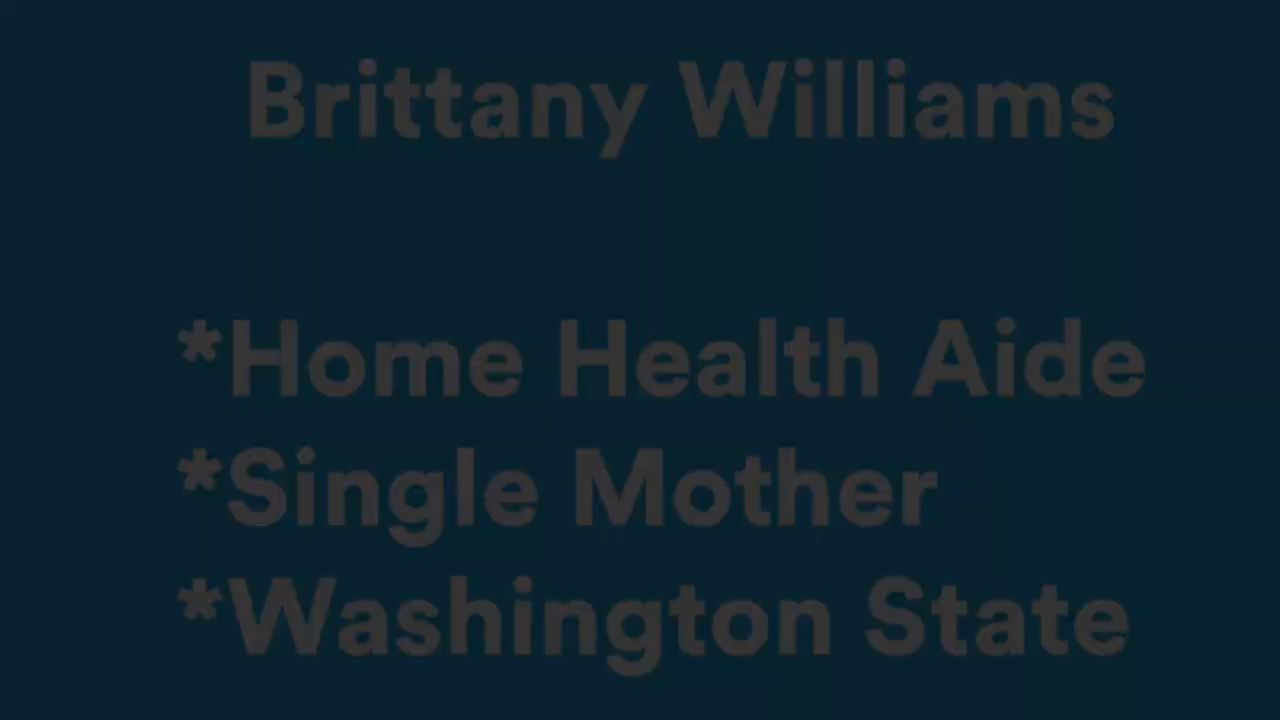 Brittany Williams
*Home Health Aide
*Single Mother
*Washington State